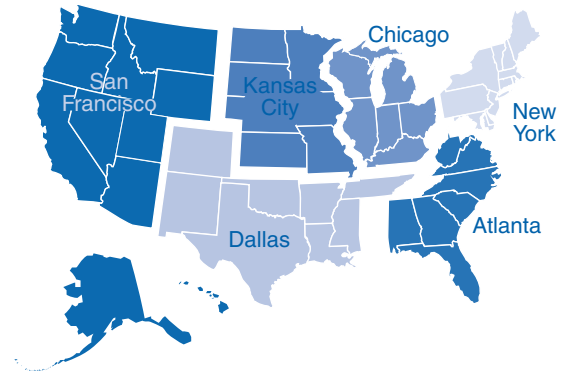 Chicago
San
Francisco
Kansas
City
New
York
Atlanta
Dallas